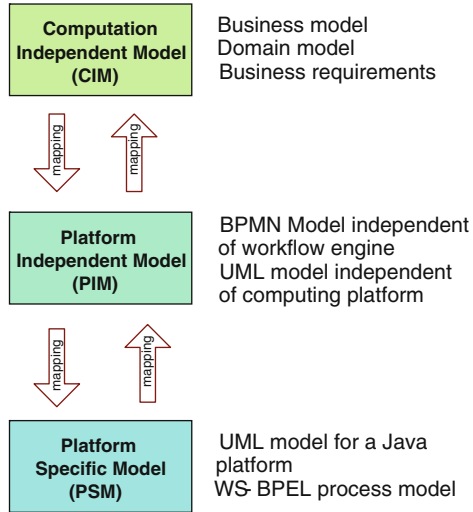 Computation
Independent Model
(CIM)
Business model
Domain model
Business requirements
mapping
mapping
Platform
Independent Model
(PIM)
BPMN Model independent
of workflow engine
UML model independent
of computing platform
mapping
mapping
Platform
Specific Model
(PSM)
UML model for a Java
platform
WS- BPEL process model